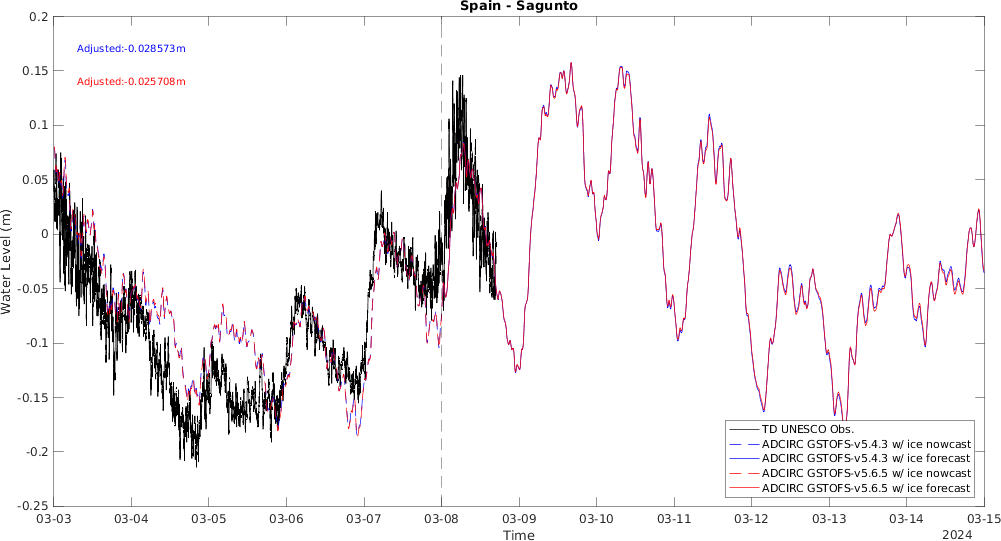 Spain - Sagunto
Adjusted:-0.028573m
Adjusted:-0.025708m
0.2
0.15
0.1
0.05
0
-0.05
-0.1
-0.15
-0.2
-0.25
Water Level (m)
TD UNESCO Obs.
ADCIRC GSTOFS-v5.4.3 w/ ice nowcast
ADCIRC GSTOFS-v5.4.3 w/ ice forecast
ADCIRC GSTOFS-v5.6.5 w/ ice nowcast
ADCIRC GSTOFS-v5.6.5 w/ ice forecast
03-03 03-04 03-05 03-06 03-07 03-08 03-09 03-10 03-11 03-12 03-13 03-14 03-15
Time
2024